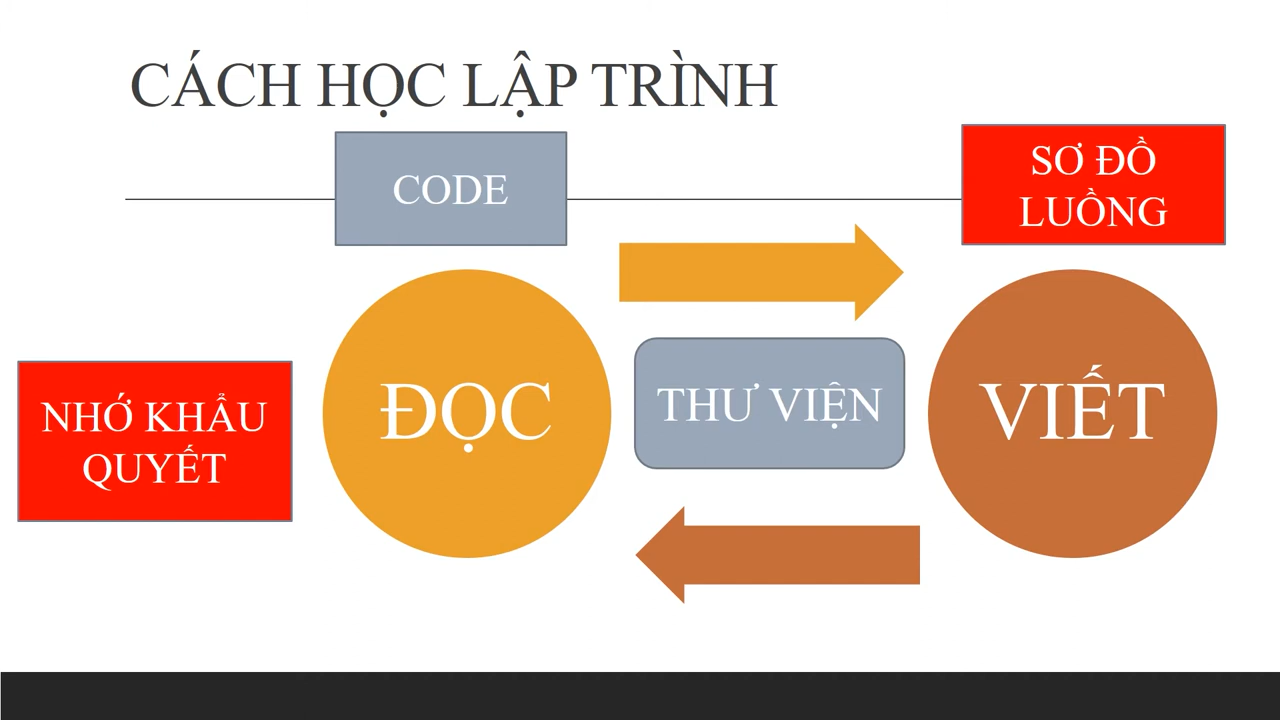 CÁCH HỌC LẬP TRÌNH
CODE
SƠ ĐỒ
LUỒNG
NHỚ KHẨU
QUYẾT
ĐỌC
THƯ VIỆN
VIẾT